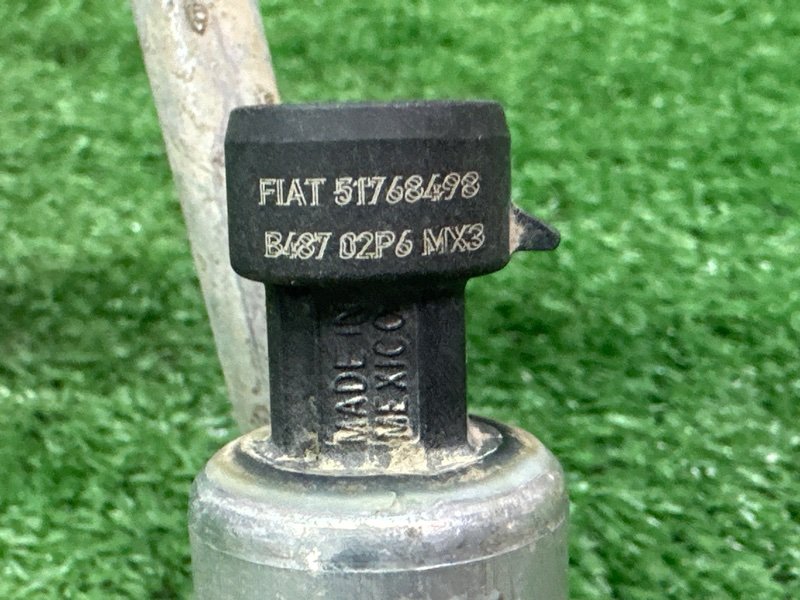 FIAT 51768498
B487 02P6 MX3
MADE IN
MEXICO